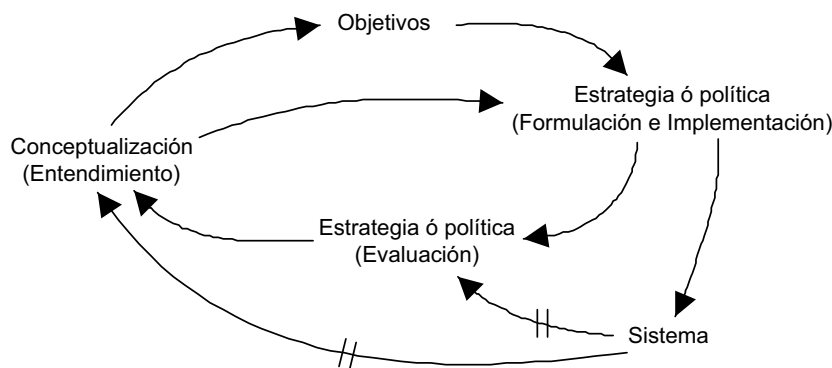 Objetivos
Estrategia ó política
(Formulación e Implementación)
Conceptualización
(Entendimiento)
Estrategia ó política
(Evaluación)
Sistema